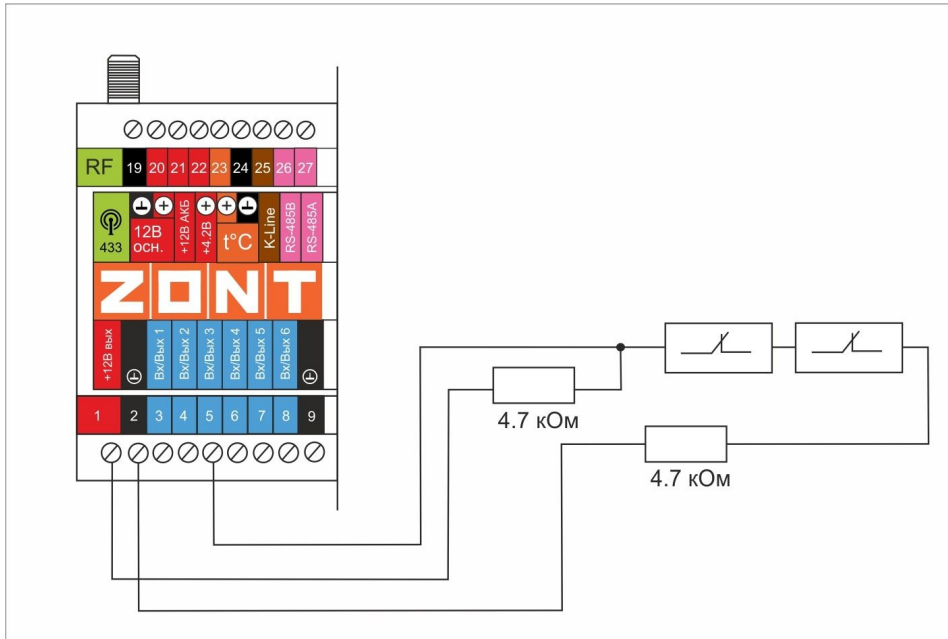 RF 19 20 21 22 23 24 25 26 27
433
12В
осн.
+12В АКБ
+4.2В
t°C
K-Line
RS-485B
RS-485A
ZONT
+12В вых
Вх/Вых 1
Вх/Вых 2
Вх/Вых 3
Вх/Вых 4
Вх/Вых 5
Вх/Вых 6
1 2 3 4 5 6 7 8 9
4.7 кОм
4.7 кОм